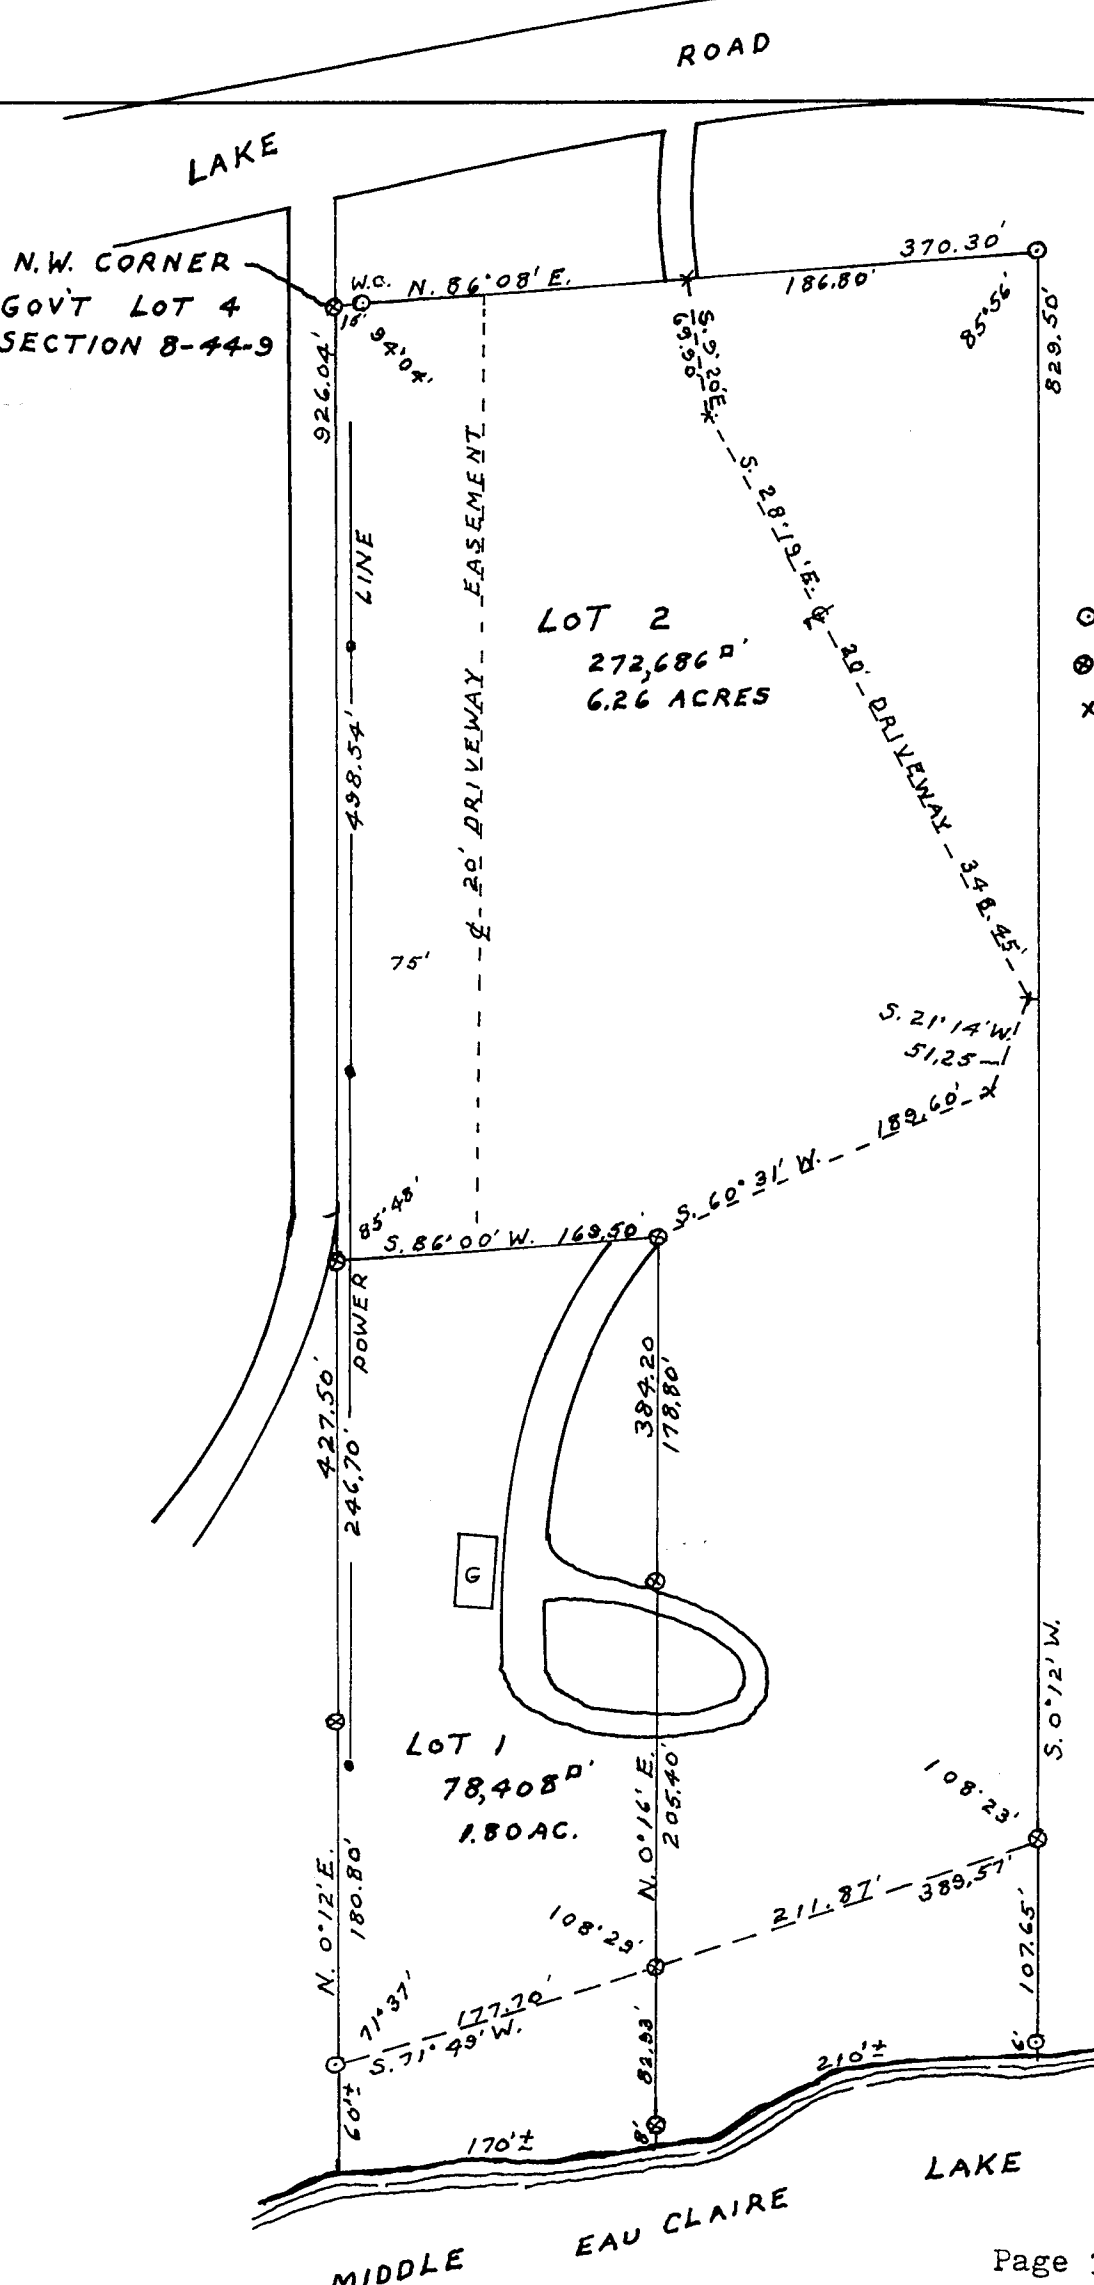 ROAD
LAKE
N.W. CORNER
GOV'T LOT 4
SECTION 8-44-9
W.C.
N. 86°08' E.
370.30'
186.80'
16'
94°04'
85°56'
926.04'
829.50'
S. 9°20'E.
69.90
S. 28°19'E. ℄ 20' DRIVEWAY 348.45'
LINE
498.54'
℄ 20' DRIVEWAY EASEMENT
LOT 2
272,686 □'
6.26 ACRES
75'
S. 21°14'W.
51.25
189.60'
S. 60°31' W.
85°48'
S. 86°00' W. 169.50'
POWER
427.50'
246.70'
384.20
178.80'
G
LOT 1
78,408 □'
1.80 AC.
N. 0°16' E.
205.40'
S. 0°12' W.
108°23'
N. 0°12' E.
180.80'
211.87'
389.57'
108°29'
107.65'
71°37'
177.70'
S. 71°49' W.
82.93'
60'±
8'
6'
170'±
210'±
MIDDLE EAU CLAIRE LAKE
Page